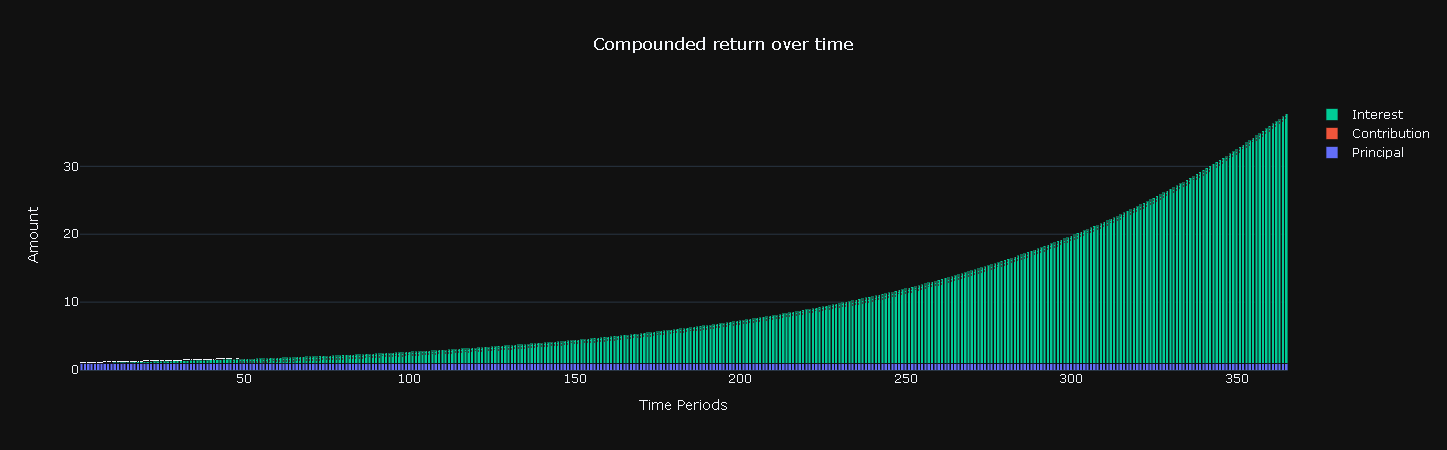 Compounded return over time
Interest
Contribution
Principal
30
20
10
0
Amount
50
100
150
200
250
300
350
Time Periods